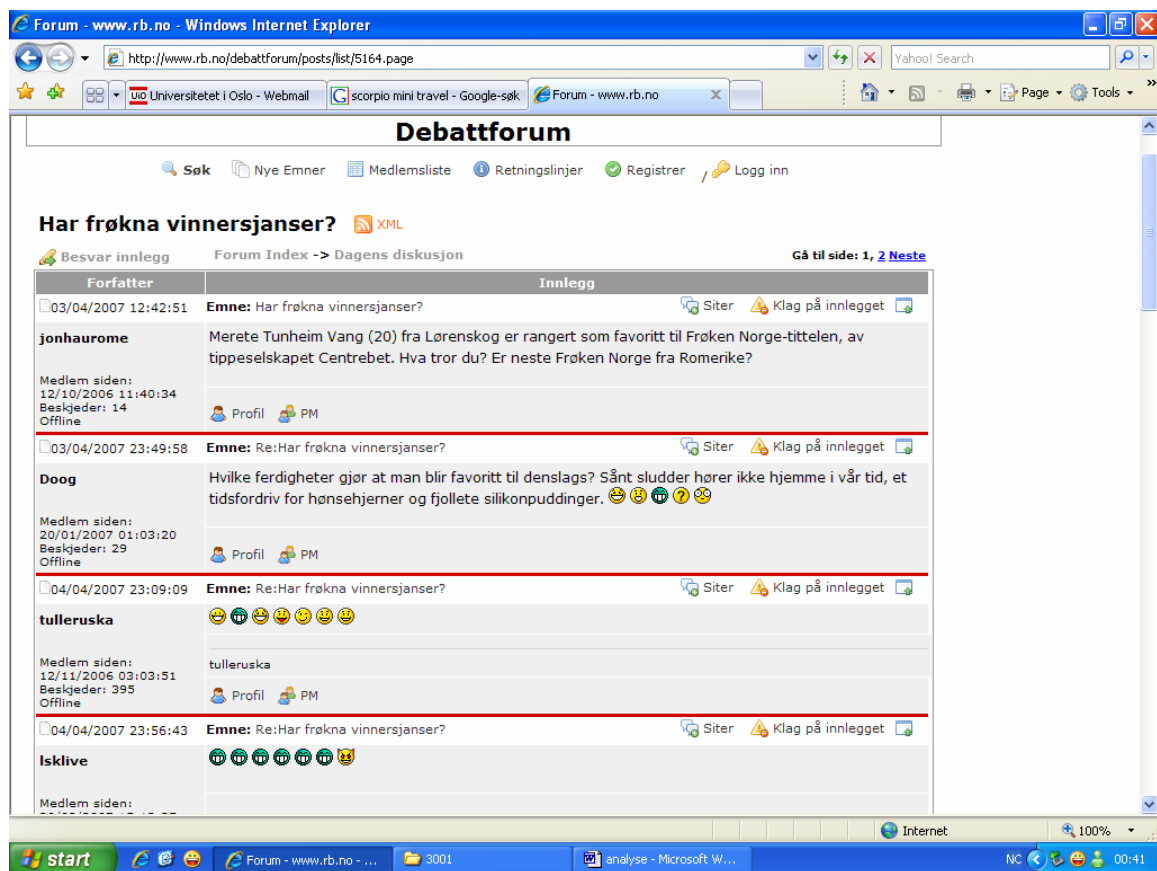 Forum - www.rb.no - Windows Internet Explorer
http://www.rb.no/debattforum/posts/list/5164.page
Yahoo! Search
UiO Universitetet i Oslo - Webmail
scorpio mini travel - Google-søk
Forum - www.rb.no
X
Page
Tools
Debattforum
Søk Nye Emner Medlemsliste Retningslinjer Registrer / Logg inn
Har frøkna vinnersjanser? XML
Besvar innlegg Forum Index -> Dagens diskusjon Gå til side: 1, 2 Neste
Forfatter Innlegg
03/04/2007 12:42:51 Emne: Har frøkna vinnersjanser? Siter Klag på innlegget
jonhaurome
Merete Tunheim Vang (20) fra Lørenskog er rangert som favoritt til Frøken Norge-tittelen, av
tippeselskapet Centrebet. Hva tror du? Er neste Frøken Norge fra Romerike?
Medlem siden:
12/10/2006 11:40:34
Beskjeder: 14
Offline
Profil PM
03/04/2007 23:49:58 Emne: Re:Har frøkna vinnersjanser? Siter Klag på innlegget
Doog
Hvilke ferdigheter gjør at man blir favoritt til denslags? Sånt sludder hører ikke hjemme i vår tid, et
tidsfordriv for hønsehjerner og fjollete silikonpuddinger.
Medlem siden:
20/01/2007 01:03:20
Beskjeder: 29
Offline
Profil PM
04/04/2007 23:09:09 Emne: Re:Har frøkna vinnersjanser? Siter Klag på innlegget
tulleruska
Medlem siden:
12/11/2006 03:03:51
Beskjeder: 395
Offline
tulleruska
Profil PM
04/04/2007 23:56:43 Emne: Re:Har frøkna vinnersjanser? Siter Klag på innlegget
lsklive
Medlem siden:
Internet 100%
start Forum - www.rb.no - ... 3001 analyse - Microsoft W... NC 00:41